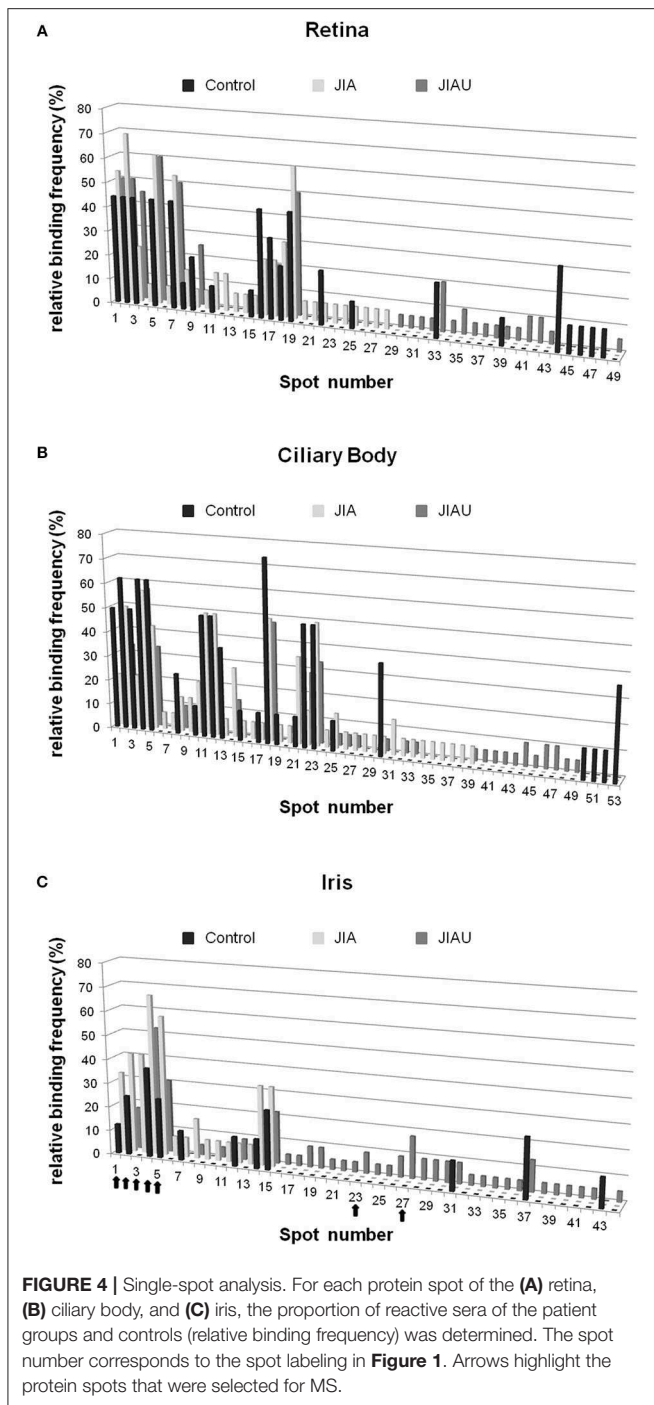 A
Retina
Control JIA JIAU
relative binding frequency (%)
80
70
60
50
40
30
20
10
0
1 3 5 7 9 11 13 15 17 19 21 23 25 27 29 31 33 35 37 39 41 43 45 47 49
Spot number
B
Ciliary Body
Control JIA JIAU
relative binding frequency (%)
80
70
60
50
40
30
20
10
0
1 3 5 7 9 11 13 15 17 19 21 23 25 27 29 31 33 35 37 39 41 43 45 47 49 51 53
Spot number
C
Iris
Control JIA JIAU
relative binding frequency (%)
80
70
60
50
40
30
20
10
0
1 3 5 7 9 11 13 15 17 19 21 23 25 27 29 31 33 35 37 39 41 43
Spot number
FIGURE 4 | Single-spot analysis. For each protein spot of the (A) retina,
(B) ciliary body, and (C) iris, the proportion of reactive sera of the patient
groups and controls (relative binding frequency) was determined. The spot
number corresponds to the spot labeling in Figure 1. Arrows highlight the
protein spots that were selected for MS.